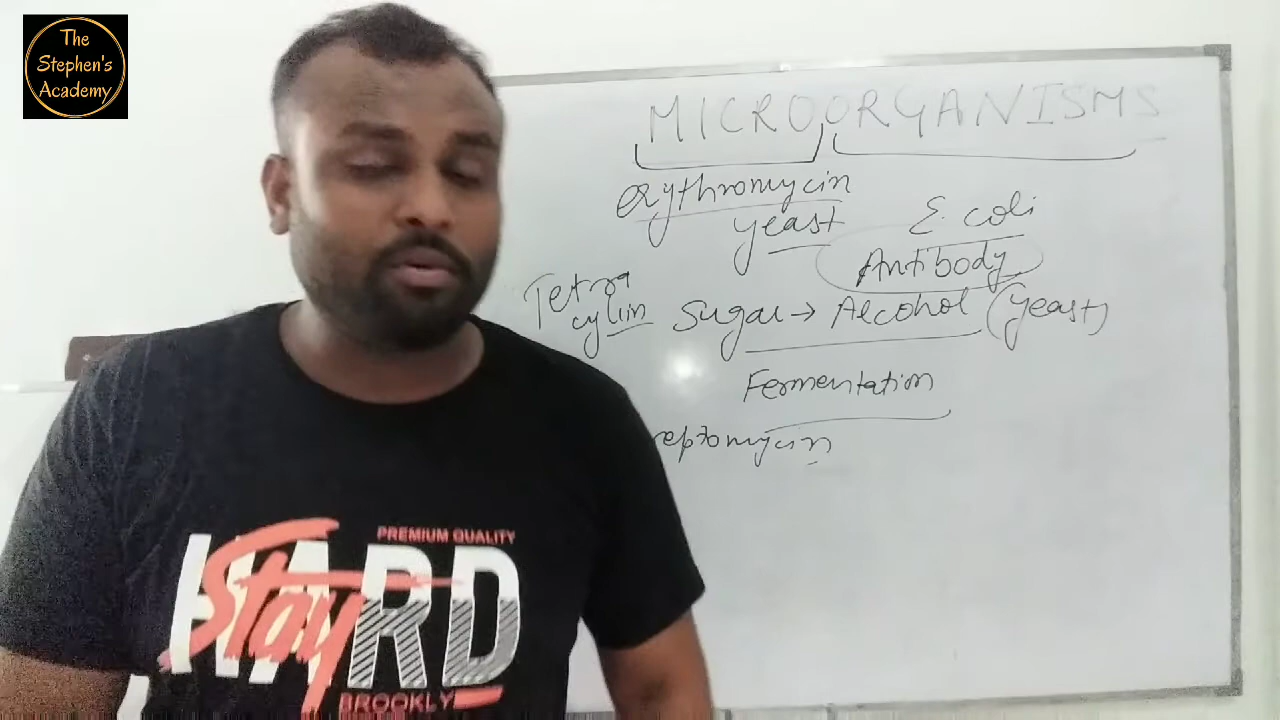 The
Stephen's
Academy
MICROORGANISMS
erythromycin
yeast
E. coli
Antibody
Tetra
cylin
Sugar → Alcohol (yeast)
Fermentation
reptomycin
PREMIUM QUALITY
HARD
Stay
BROOKLY